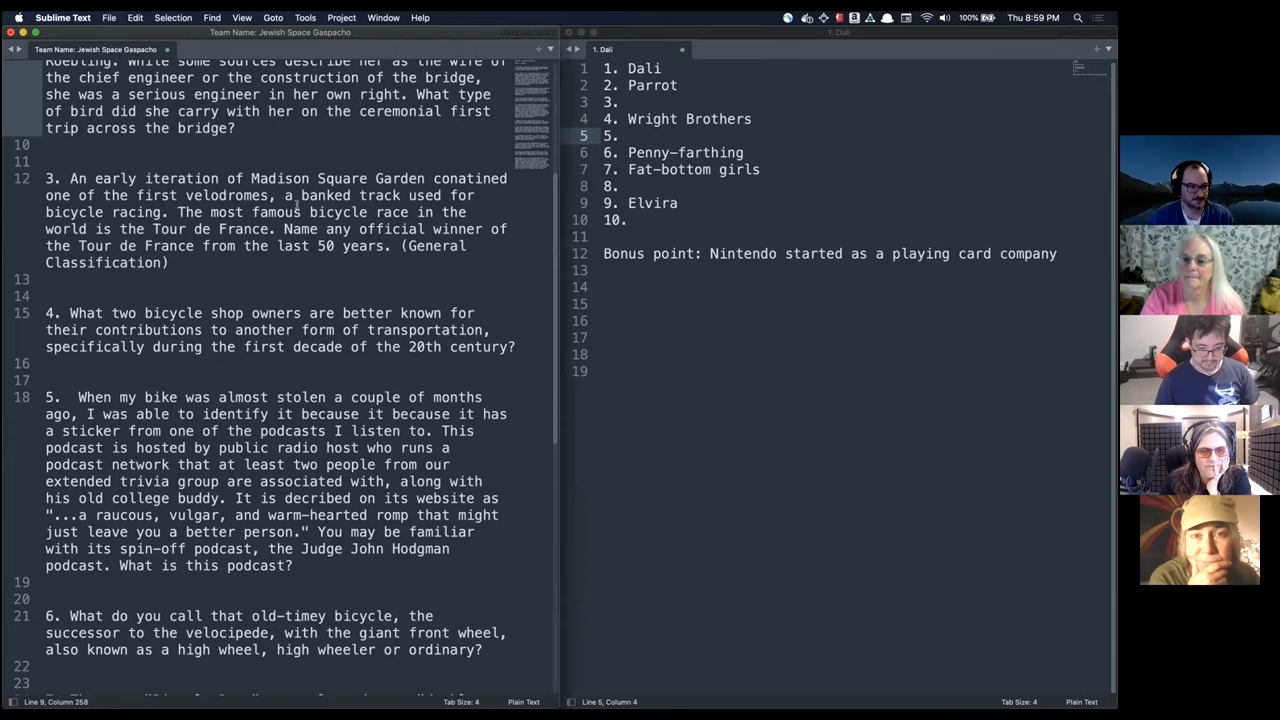 Sublime Text File Edit Selection Find View Goto Tools Project Window Help 100% Thu 8:59 PM
Team Name: Jewish Space Gaspacho
1. Dali
Team Name: Jewish Space Gaspacho
1. Dali
Roebling. While some sources describe her as the wife of
the chief engineer or the construction of the bridge,
she was a serious engineer in her own right. What type
of bird did she carry with her on the ceremonial first
trip across the bridge?
10
11
12 3. An early iteration of Madison Square Garden conatined
one of the first velodromes, a banked track used for
bicycle racing. The most famous bicycle race in the
world is the Tour de France. Name any official winner of
the Tour de France from the last 50 years. (General
Classification)
13
14
15 4. What two bicycle shop owners are better known for
their contributions to another form of transportation,
specifically during the first decade of the 20th century?
16
17
18 5.  When my bike was almost stolen a couple of months
ago, I was able to identify it because it because it has
a sticker from one of the podcasts I listen to. This
podcast is hosted by public radio host who runs a
podcast network that at least two people from our
extended trivia group are associated with, along with
his old college buddy. It is decribed on its website as
"...a raucous, vulgar, and warm-hearted romp that might
just leave you a better person." You may be familiar
with its spin-off podcast, the Judge John Hodgman
podcast. What is this podcast?
19
20
21 6. What do you call that old-timey bicycle, the
successor to the velocipede, with the giant front wheel,
also known as a high wheel, high wheeler or ordinary?
22
23
Line 9, Column 258 Tab Size: 4 Plain Text
1 1. Dali
2 2. Parrot
3 3.
4 4. Wright Brothers
5 5.
6 6. Penny-farthing
7 7. Fat-bottom girls
8 8.
9 9. Elvira
10 10.
11
12 Bonus point: Nintendo started as a playing card company
13
14
15
16
17
18
19
Line 5, Column 4 Tab Size: 4 Plain Text